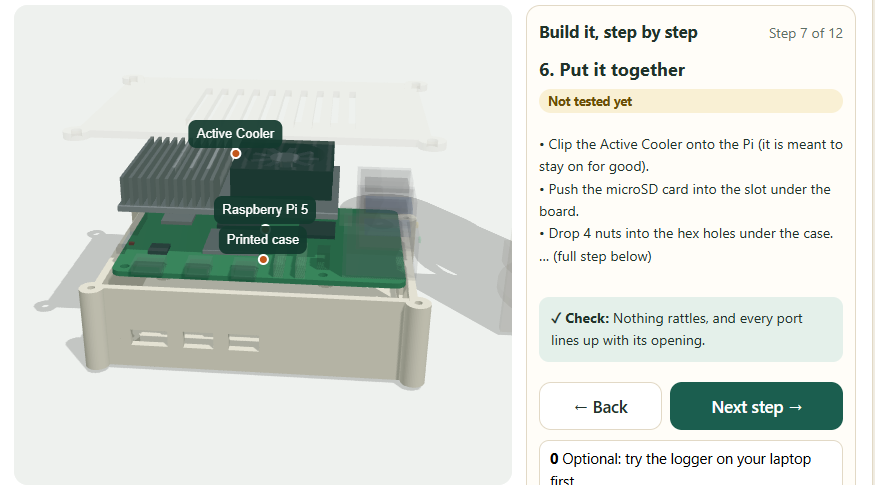 Active Cooler
Raspberry Pi 5
Printed case
Build it, step by step
Step 7 of 12
6. Put it together
Not tested yet
• Clip the Active Cooler onto the Pi (it is meant to
stay on for good).
• Push the microSD card into the slot under the
board.
• Drop 4 nuts into the hex holes under the case.
... (full step below)
✓ Check: Nothing rattles, and every port
lines up with its opening.
← Back
Next step →
0 Optional: try the logger on your laptop
first